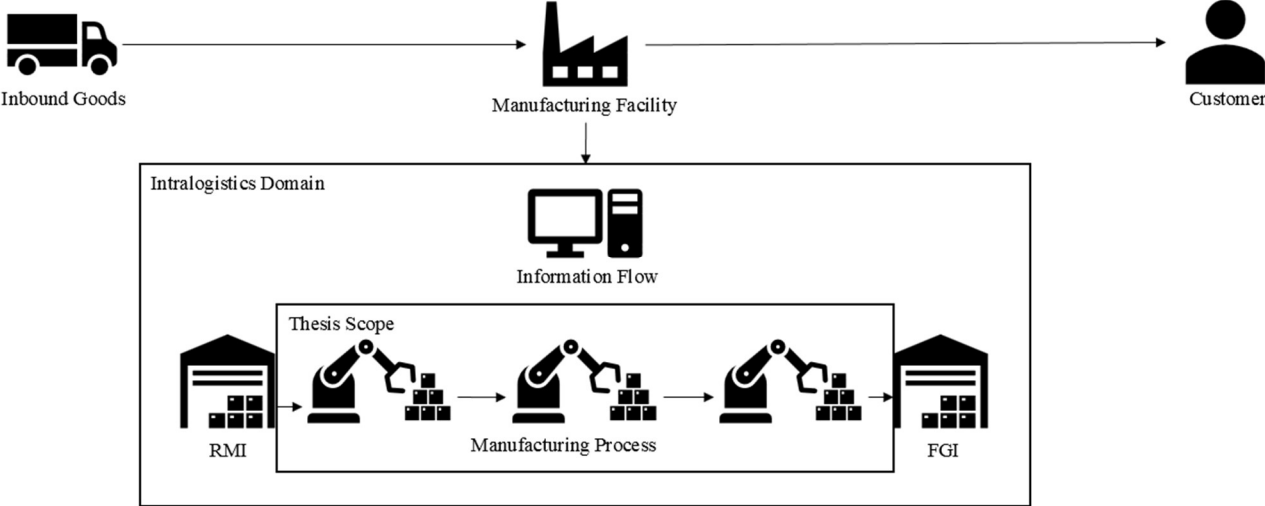 Inbound Goods
Manufacturing Facility
Customer
Intralogistics Domain
Information Flow
Thesis Scope
RMI
Manufacturing Process
FGI